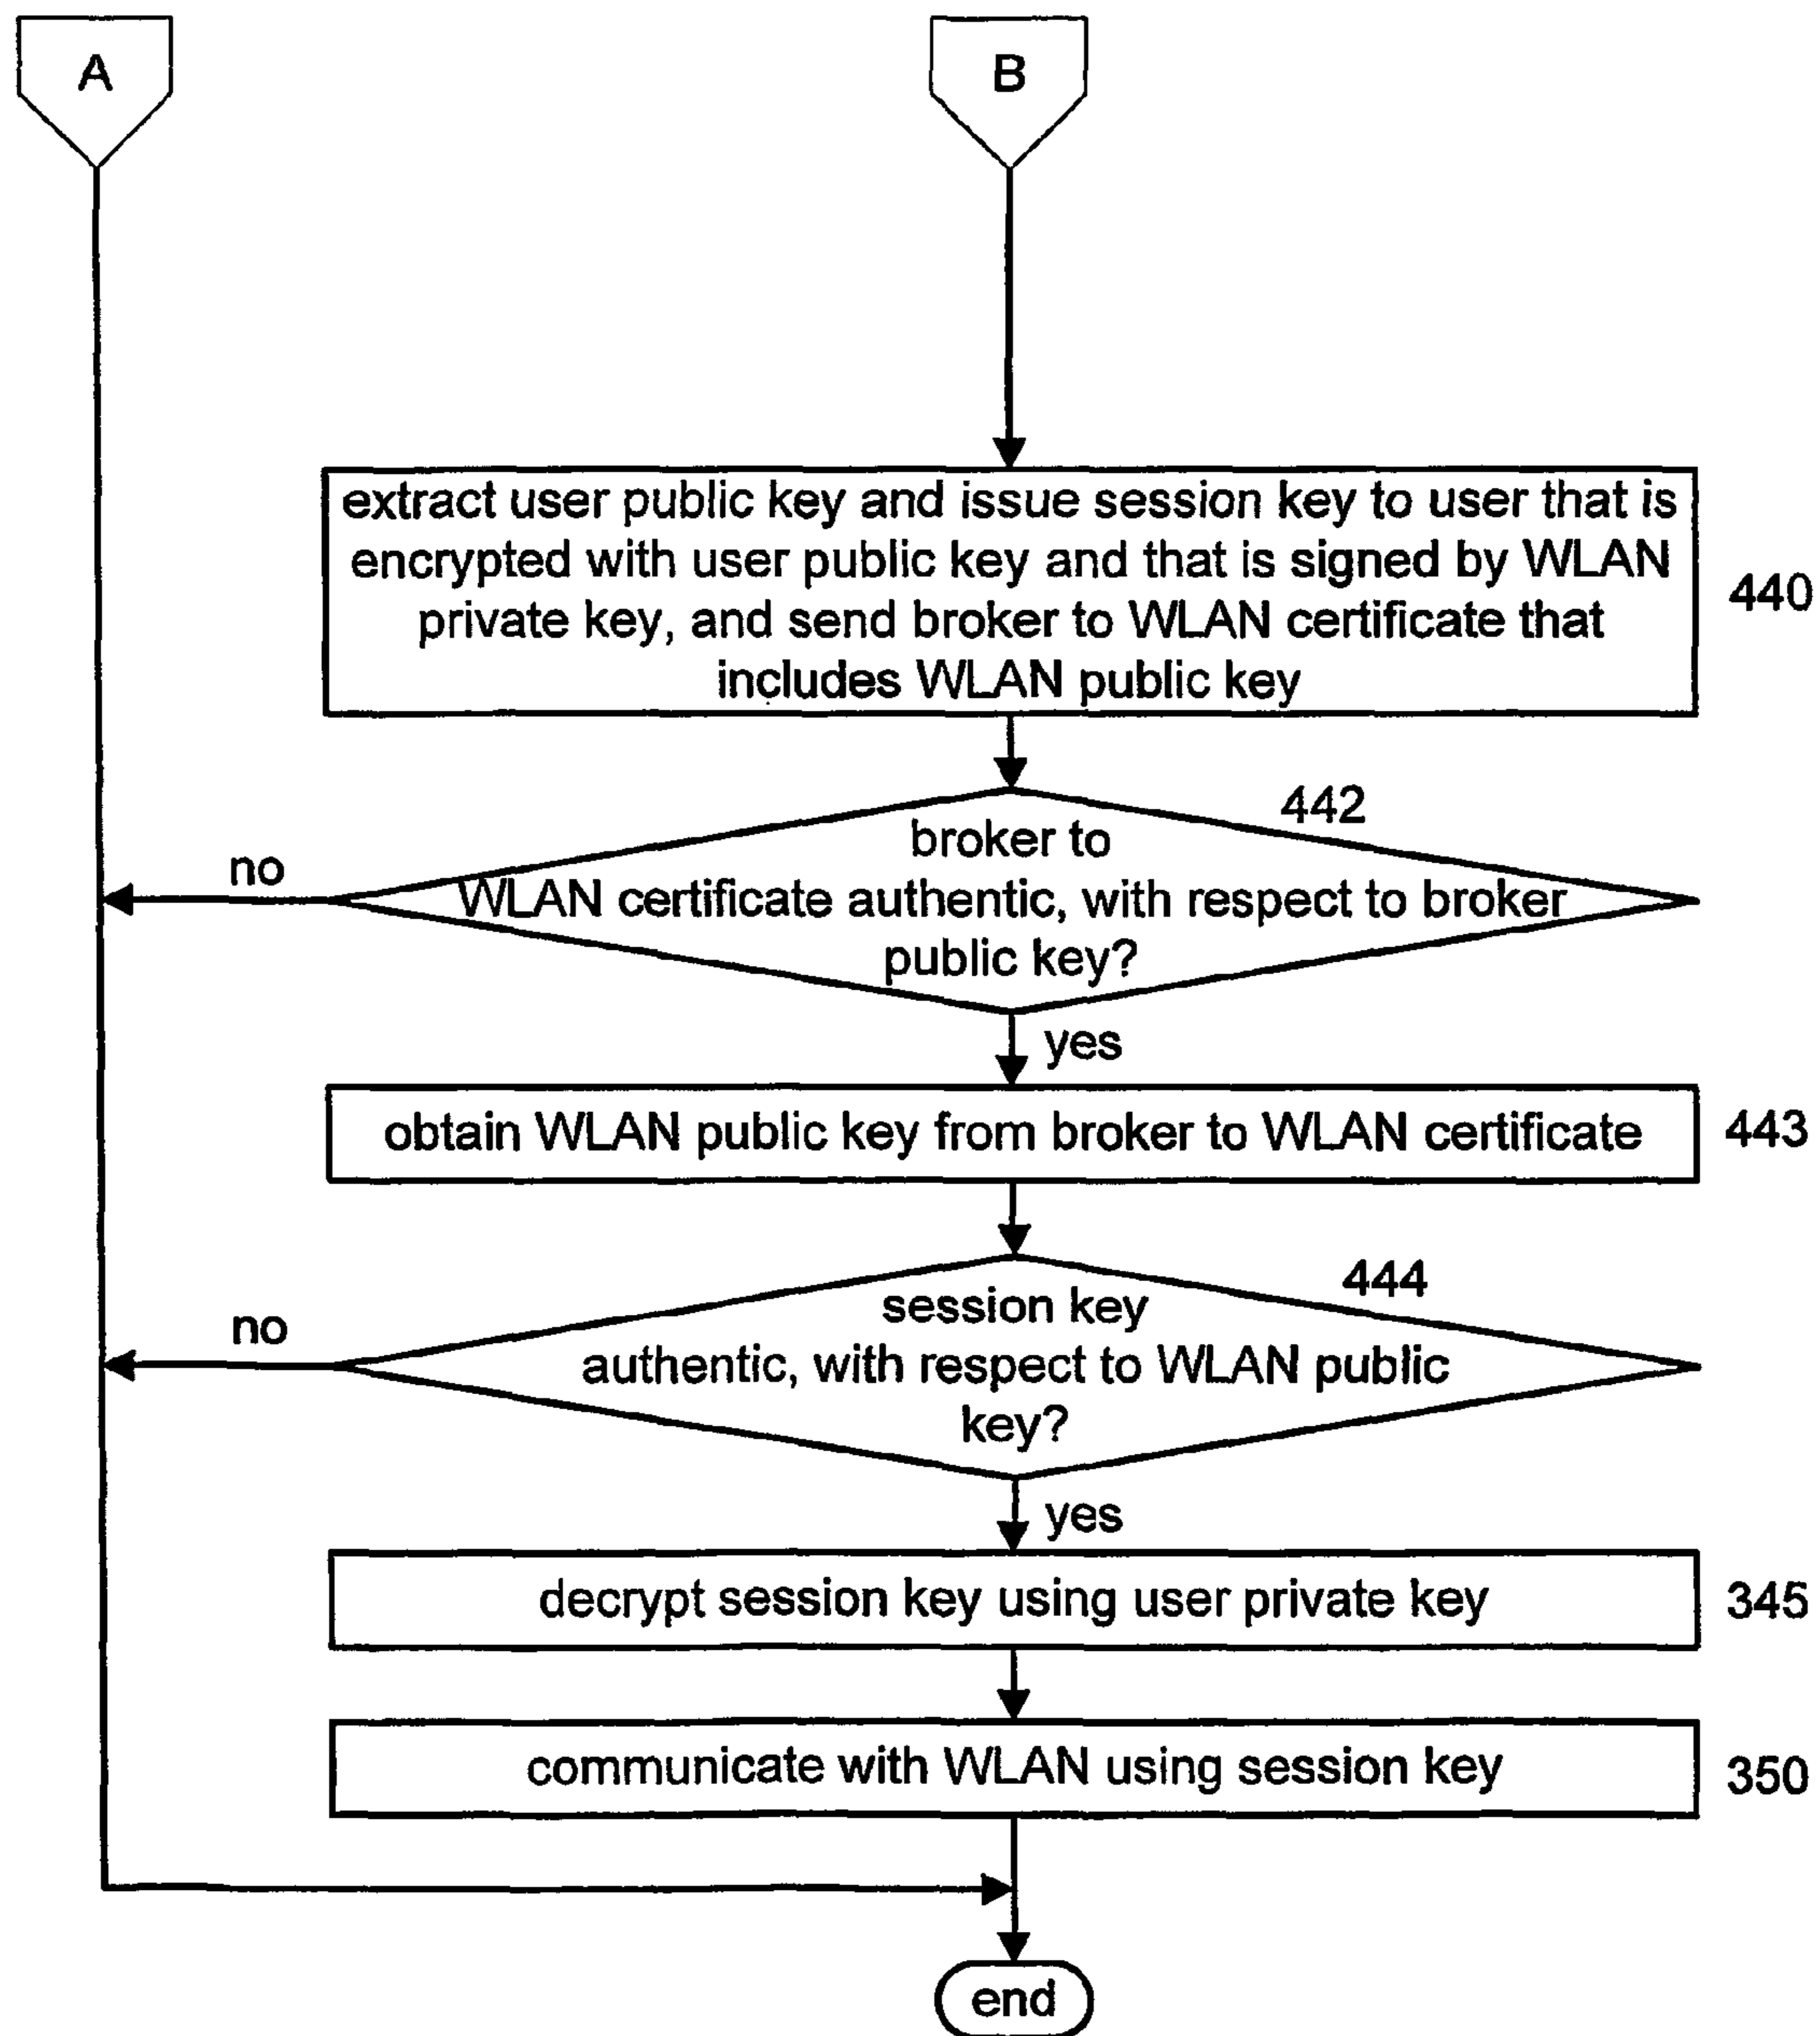 A
B
extract user public key and issue session key to user that is
encrypted with user public key and that is signed by WLAN
private key, and send broker to WLAN certificate that
includes WLAN public key
440
442
broker to
WLAN certificate authentic, with respect to broker
public key?
no
yes
obtain WLAN public key from broker to WLAN certificate
443
444
session key
authentic, with respect to WLAN public
key?
no
yes
decrypt session key using user private key
345
communicate with WLAN using session key
350
end